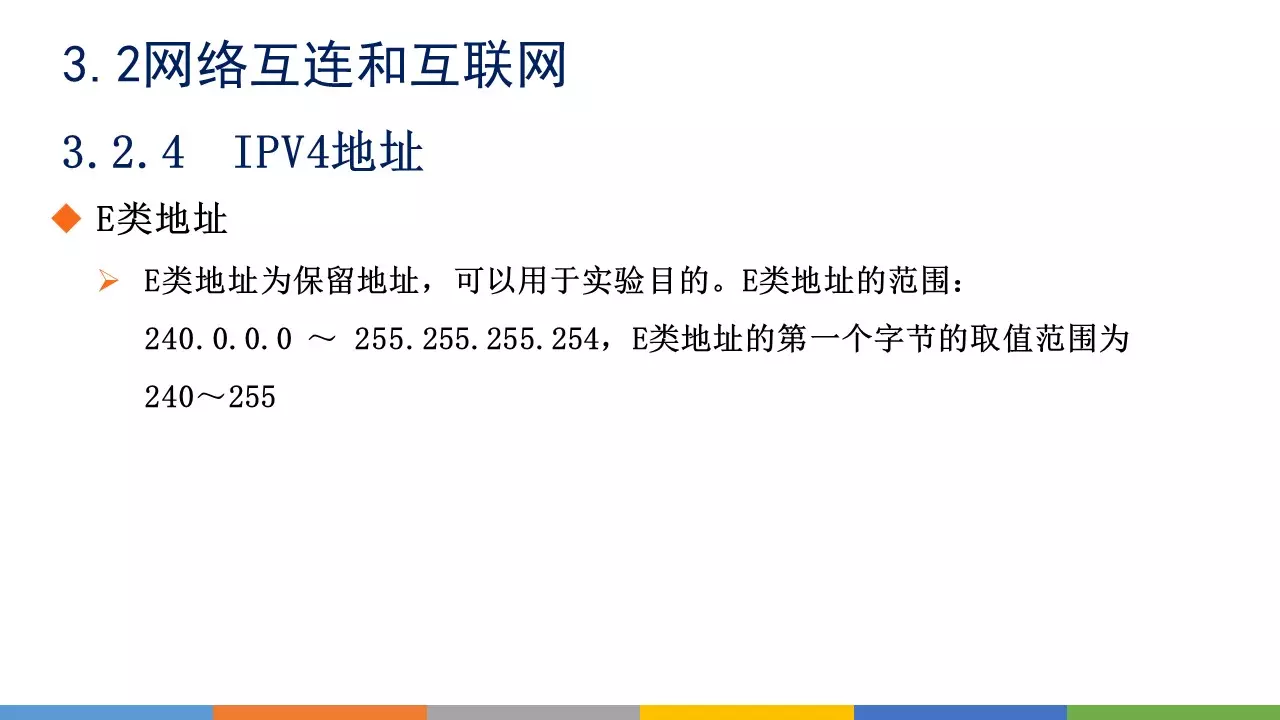 3.2网络互连和互联网
3.2.4 IPV4地址
E类地址
E类地址为保留地址，可以用于实验目的。E类地址的范围：
240.0.0.0 ～ 255.255.255.254，E类地址的第一个字节的取值范围为
240～255